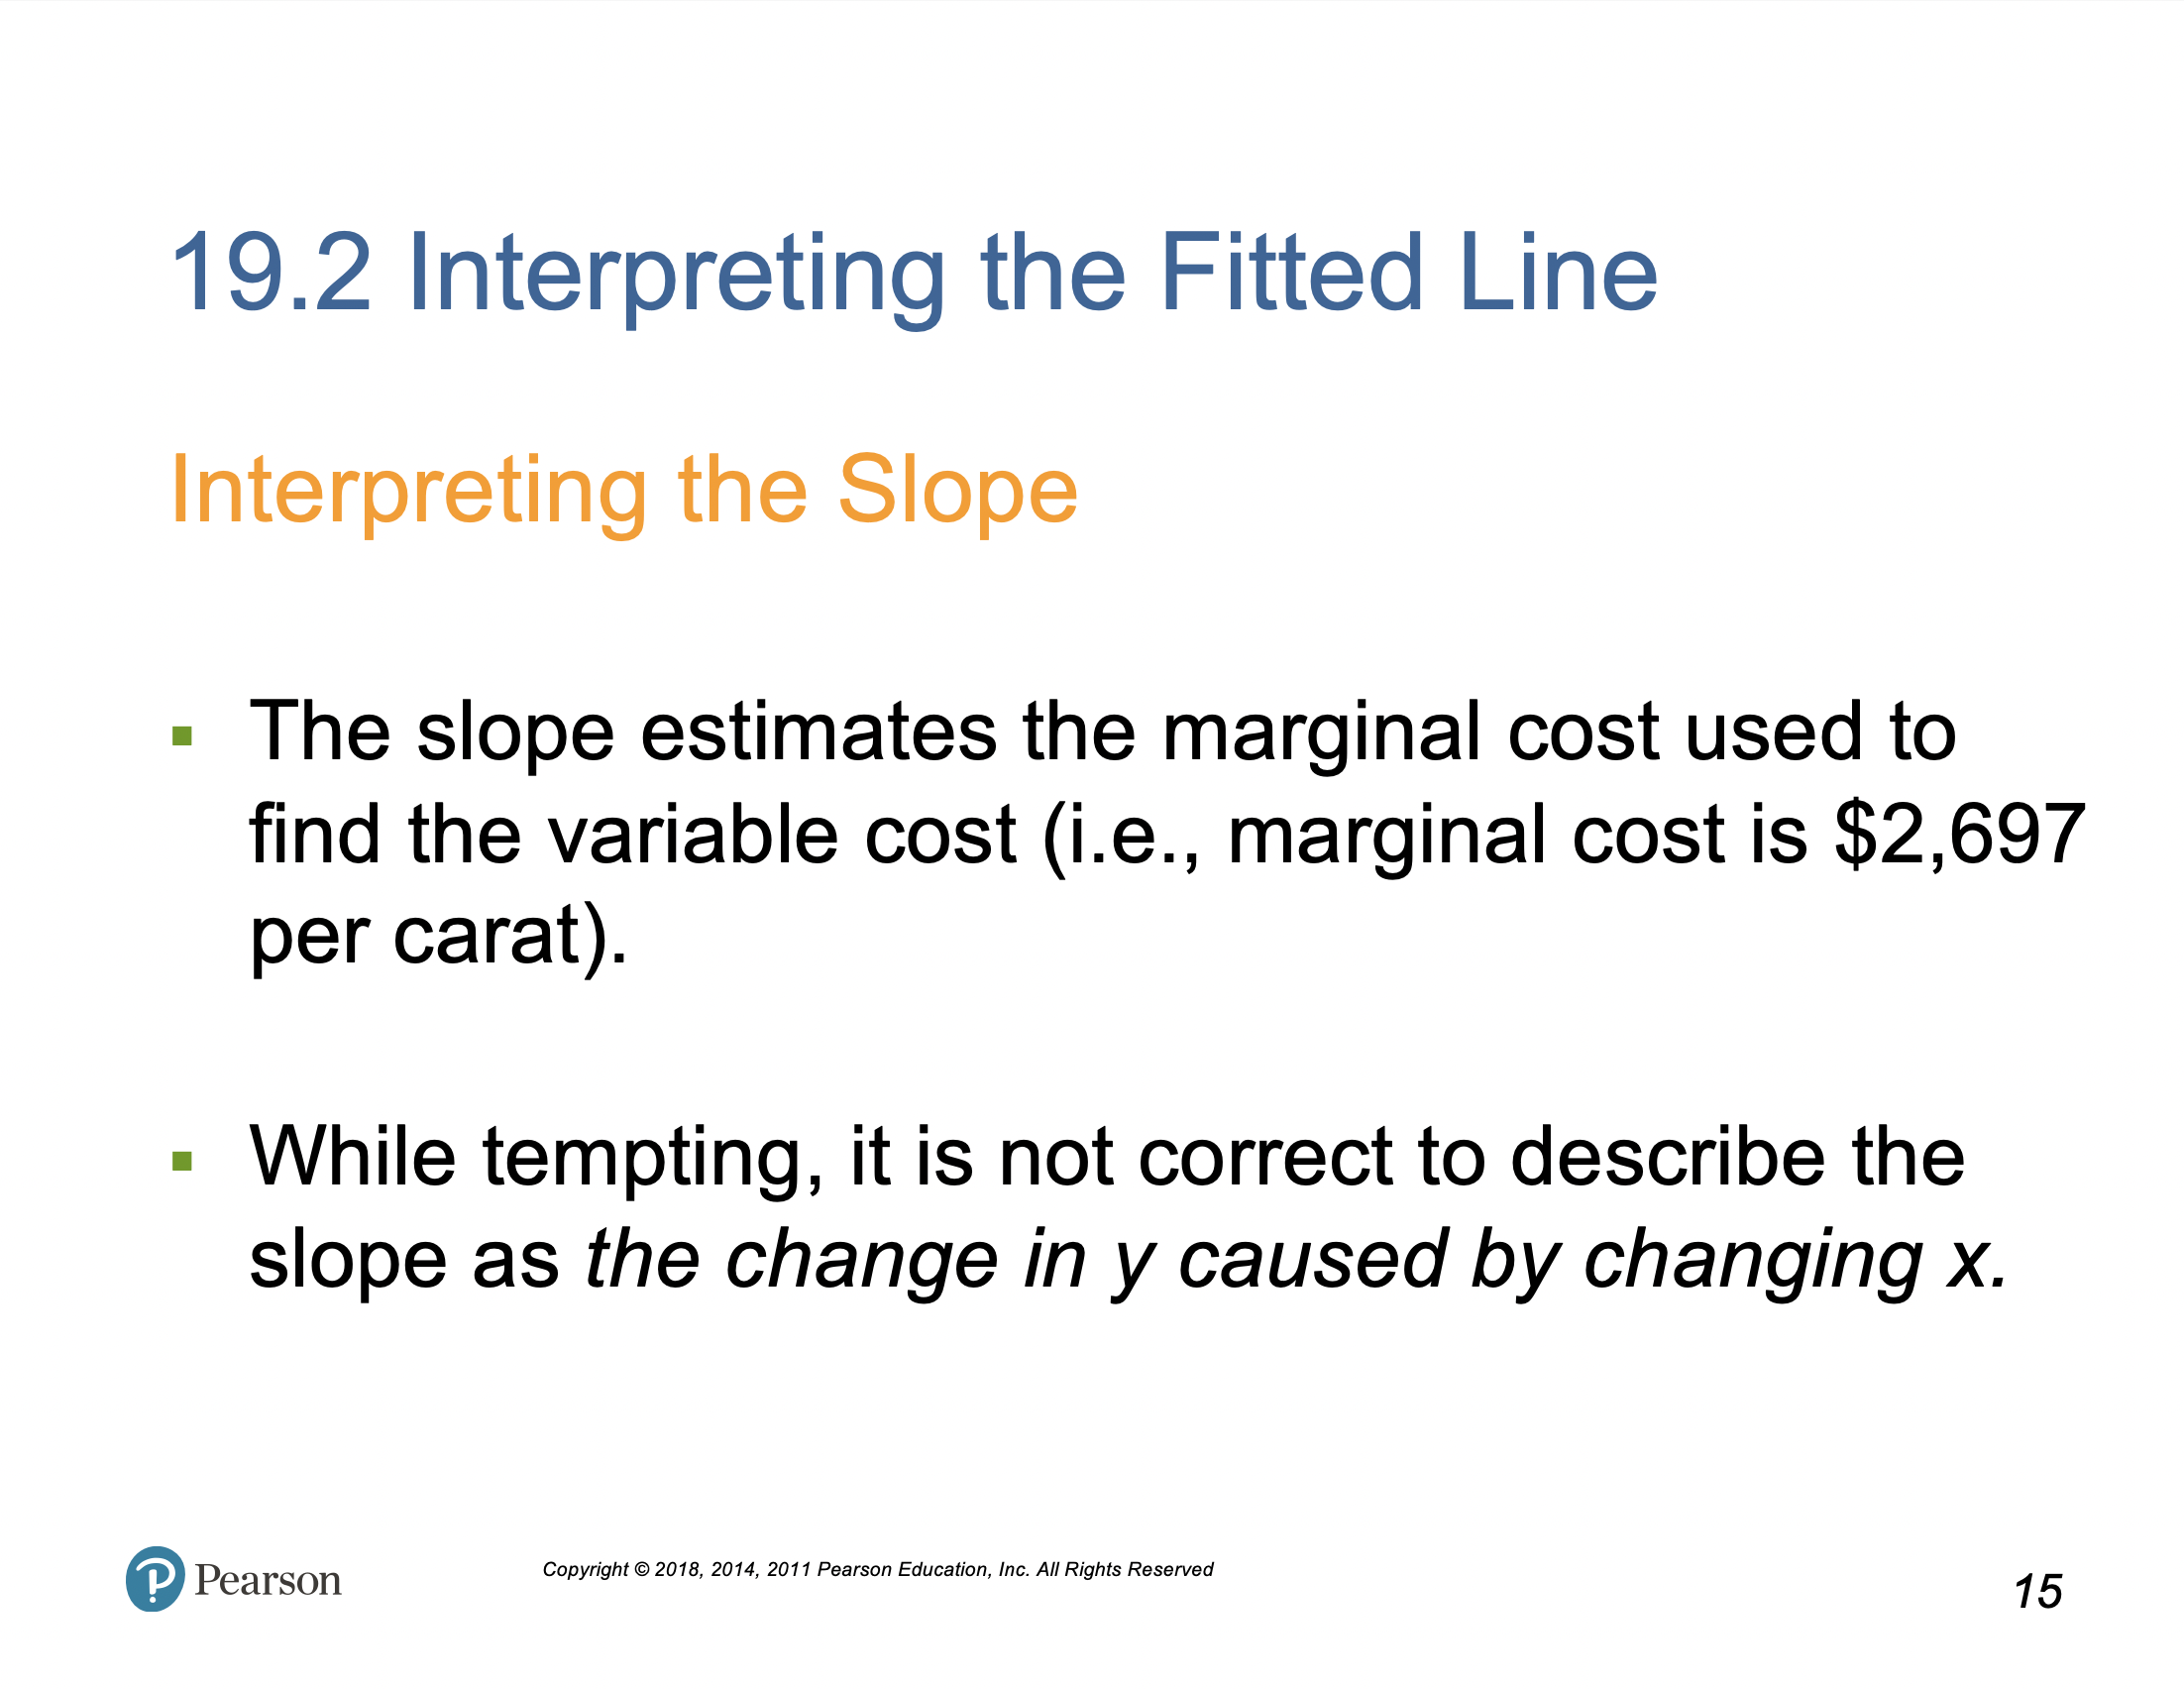 19.2 Interpreting the Fitted Line
Interpreting the Slope
▪ The slope estimates the marginal cost used to
find the variable cost (i.e., marginal cost is $2,697
per carat).
▪ While tempting, it is not correct to describe the
slope as the change in y caused by changing x.
Pearson
Copyright © 2018, 2014, 2011 Pearson Education, Inc. All Rights Reserved
15